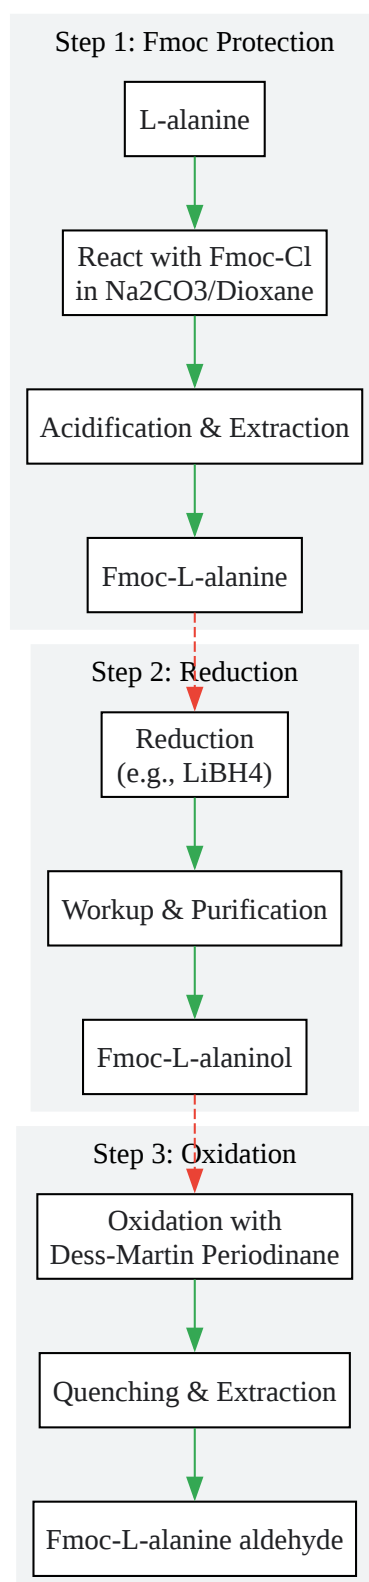 Step 1: Fmoc Protection
L-alanine
React with Fmoc-Cl
in Na2CO3/Dioxane
Acidification & Extraction
Fmoc-L-alanine
Step 2: Reduction
Reduction
(e.g., LiBH4)
Workup & Purification
Fmoc-L-alaninol
Step 3: Oxidation
Oxidation with
Dess-Martin Periodinane
Quenching & Extraction
Fmoc-L-alanine aldehyde